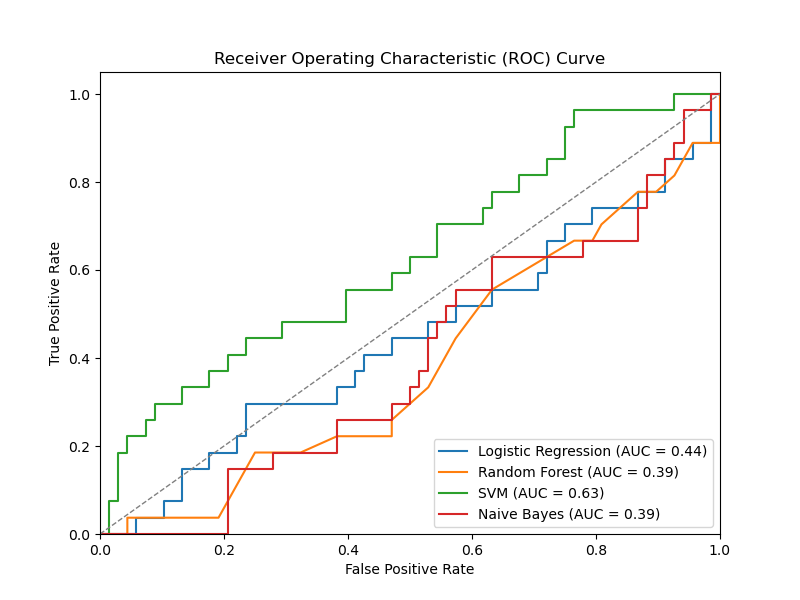 Receiver Operating Characteristic (ROC) Curve
True Positive Rate
1.0
0.8
0.6
0.4
0.2
0.0
Logistic Regression (AUC = 0.44)
Random Forest (AUC = 0.39)
SVM (AUC = 0.63)
Naive Bayes (AUC = 0.39)
0.0 0.2 0.4 0.6 0.8 1.0
False Positive Rate